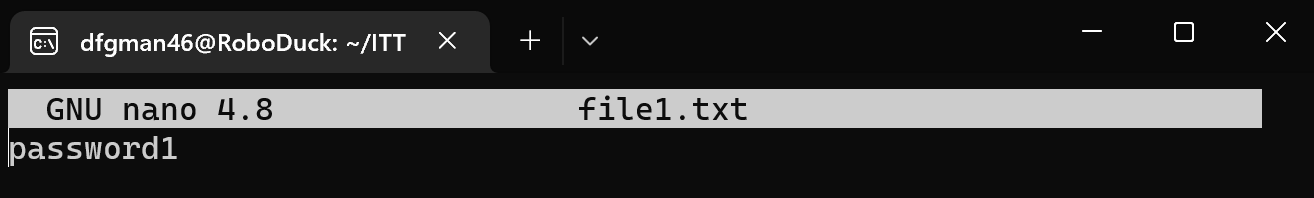 dfgman46@RoboDuck: ~/ITT
GNU nano 4.8 file1.txt
password1